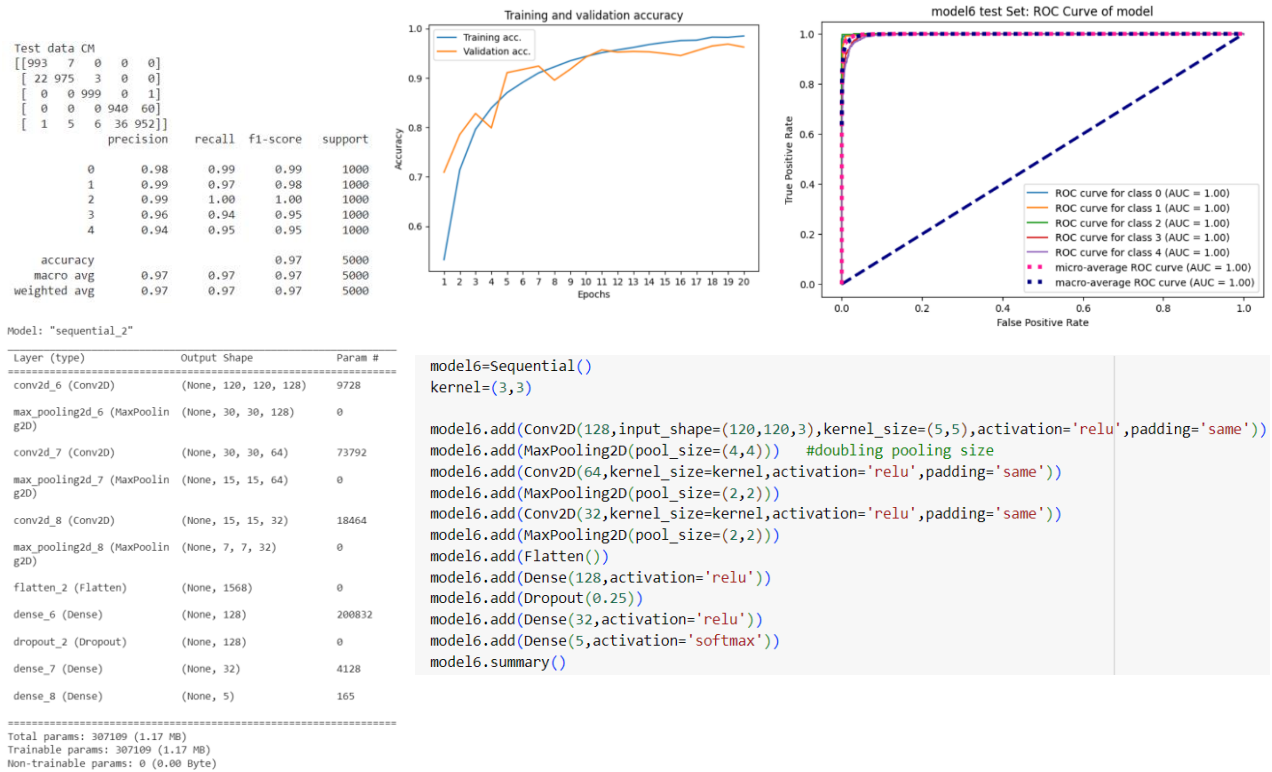 Test data CM
[[993 7 0 0 0]
[ 22 975 3 0 0]
[ 0 0 999 0 1]
[ 0 0 0 940 60]
[ 1 5 6 36 952]]
precision recall f1-score support
0 0.98 0.99 0.99 1000
1 0.99 0.97 0.98 1000
2 0.99 1.00 1.00 1000
3 0.96 0.94 0.95 1000
4 0.94 0.95 0.95 1000
accuracy 0.97 5000
macro avg 0.97 0.97 0.97 5000
weighted avg 0.97 0.97 0.97 5000
Training and validation accuracy
Training acc.
Validation acc.
Accuracy
1.0
0.9
0.8
0.7
0.6
1 2 3 4 5 6 7 8 9 10 11 12 13 14 15 16 17 18 19 20
Epochs
model6 test Set: ROC Curve of model
True Positive Rate
1.0
0.8
0.6
0.4
0.2
0.0
ROC curve for class 0 (AUC = 1.00)
ROC curve for class 1 (AUC = 1.00)
ROC curve for class 2 (AUC = 1.00)
ROC curve for class 3 (AUC = 1.00)
ROC curve for class 4 (AUC = 1.00)
micro-average ROC curve (AUC = 1.00)
macro-average ROC curve (AUC = 1.00)
0.0 0.2 0.4 0.6 0.8 1.0
False Positive Rate
Model: "sequential_2"
Layer (type) Output Shape Param #
=================================================================
conv2d_6 (Conv2D) (None, 120, 120, 128) 9728
max_pooling2d_6 (MaxPoolin (None, 30, 30, 128) 0
g2D)
conv2d_7 (Conv2D) (None, 30, 30, 64) 73792
max_pooling2d_7 (MaxPoolin (None, 15, 15, 64) 0
g2D)
conv2d_8 (Conv2D) (None, 15, 15, 32) 18464
max_pooling2d_8 (MaxPoolin (None, 7, 7, 32) 0
g2D)
flatten_2 (Flatten) (None, 1568) 0
dense_6 (Dense) (None, 128) 200832
dropout_2 (Dropout) (None, 128) 0
dense_7 (Dense) (None, 32) 4128
dense_8 (Dense) (None, 5) 165
=================================================================
Total params: 307109 (1.17 MB)
Trainable params: 307109 (1.17 MB)
Non-trainable params: 0 (0.00 Byte)
model6=Sequential()
kernel=(3,3)
model6.add(Conv2D(128,input_shape=(120,120,3),kernel_size=(5,5),activation='relu',padding='same'))
model6.add(MaxPooling2D(pool_size=(4,4))) #doubling pooling size
model6.add(Conv2D(64,kernel_size=kernel,activation='relu',padding='same'))
model6.add(MaxPooling2D(pool_size=(2,2)))
model6.add(Conv2D(32,kernel_size=kernel,activation='relu',padding='same'))
model6.add(MaxPooling2D(pool_size=(2,2)))
model6.add(Flatten())
model6.add(Dense(128,activation='relu'))
model6.add(Dropout(0.25))
model6.add(Dense(32,activation='relu'))
model6.add(Dense(5,activation='softmax'))
model6.summary()